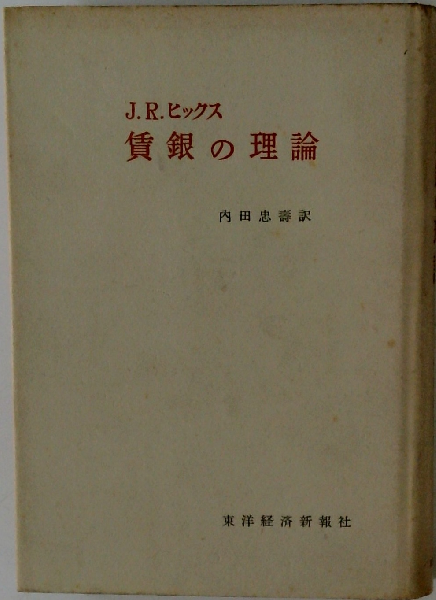 J.R.ヒックス
賃銀の理論
内田忠壽訳
東洋経済新報社